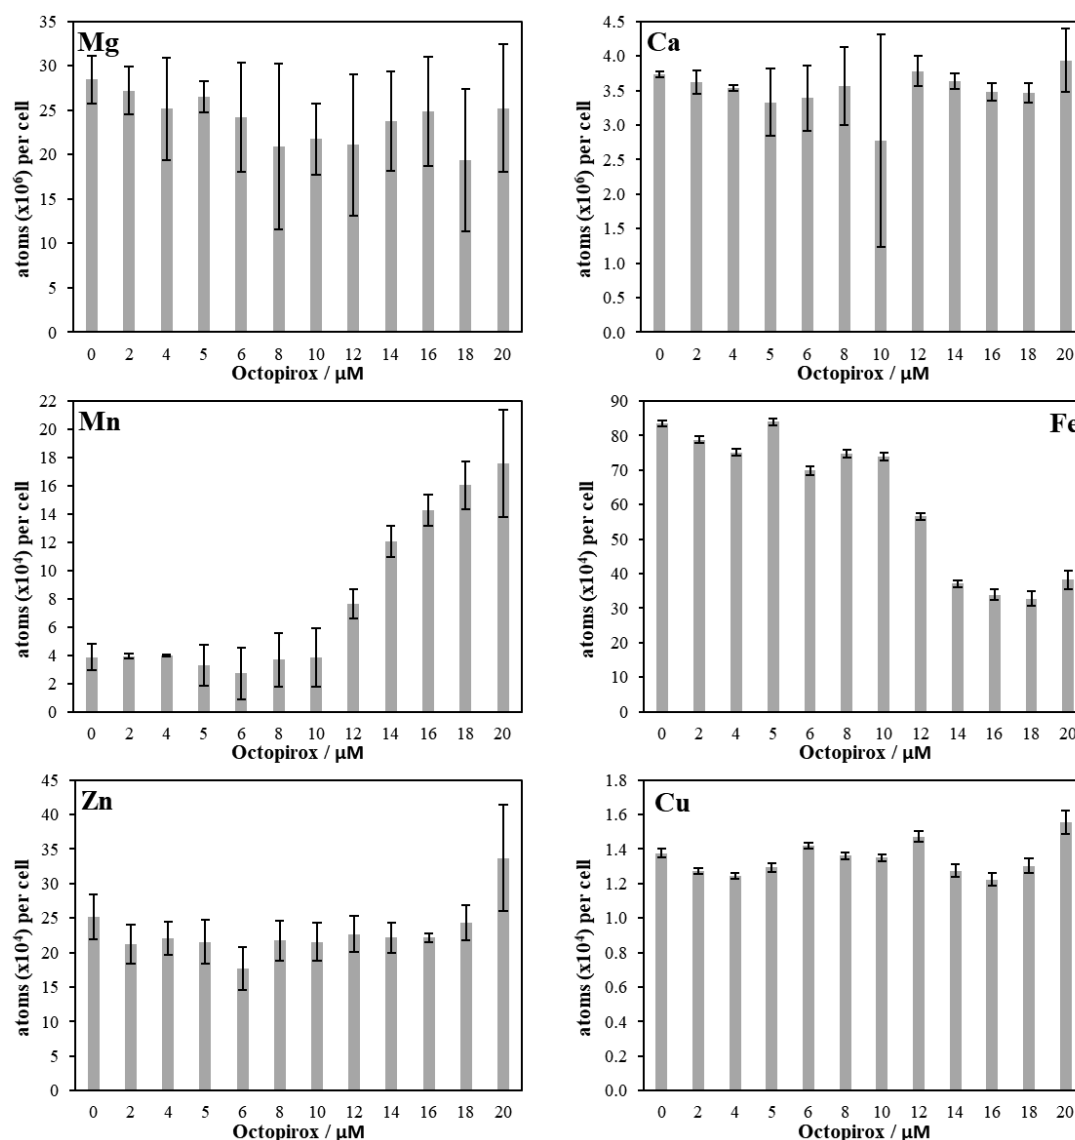 Mg
atoms (x10⁶) per cell
35
30
25
20
15
10
5
0
0 2 4 5 6 8 10 12 14 16 18 20
Octopirox / μM
Ca
atoms (x10⁶) per cell
4.5
4.0
3.5
3.0
2.5
2.0
1.5
1.0
0.5
0.0
0 2 4 5 6 8 10 12 14 16 18 20
Octopirox / μM
Mn
atoms (x10⁴) per cell
22
20
18
16
14
12
10
8
6
4
2
0
0 2 4 5 6 8 10 12 14 16 18 20
Octopirox / μM
Fe
atoms (x10⁴) per cell
90
80
70
60
50
40
30
20
10
0
0 2 4 5 6 8 10 12 14 16 18 20
Octopirox / μM
Zn
atoms (x10⁴) per cell
45
40
35
30
25
20
15
10
5
0
0 2 4 5 6 8 10 12 14 16 18 20
Octopirox / μM
Cu
atoms (x10⁴) per cell
1.8
1.6
1.4
1.2
1.0
0.8
0.6
0.4
0.2
0.0
0 2 4 5 6 8 10 12 14 16 18 20
Octopirox / μM